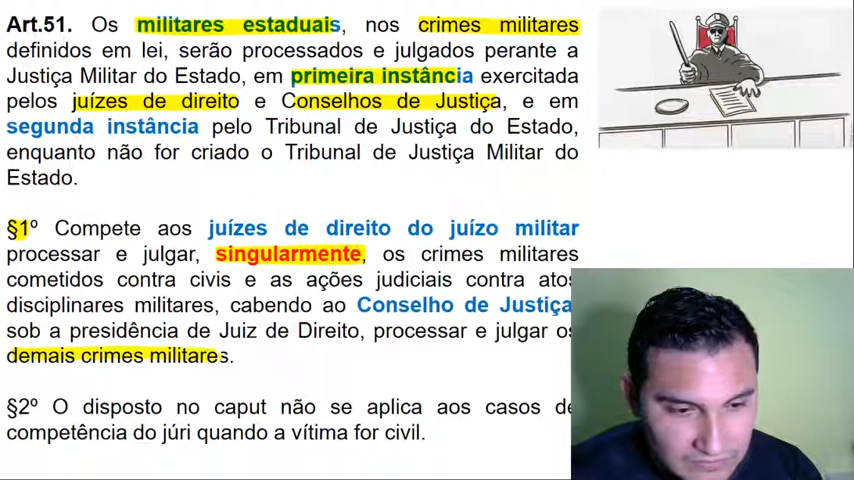 Art.51. Os militares estaduais, nos crimes militares
definidos em lei, serão processados e julgados perante a
Justiça Militar do Estado, em primeira instância exercitada
pelos juízes de direito e Conselhos de Justiça, e em
segunda instância pelo Tribunal de Justiça do Estado,
enquanto não for criado o Tribunal de Justiça Militar do
Estado.
§1º Compete aos juízes de direito do juízo militar
processar e julgar, singularmente, os crimes militares
cometidos contra civis e as ações judiciais contra atos
disciplinares militares, cabendo ao Conselho de Justiça,
sob a presidência de Juiz de Direito, processar e julgar os
demais crimes militares.
§2º O disposto no caput não se aplica aos casos de
competência do júri quando a vítima for civil.